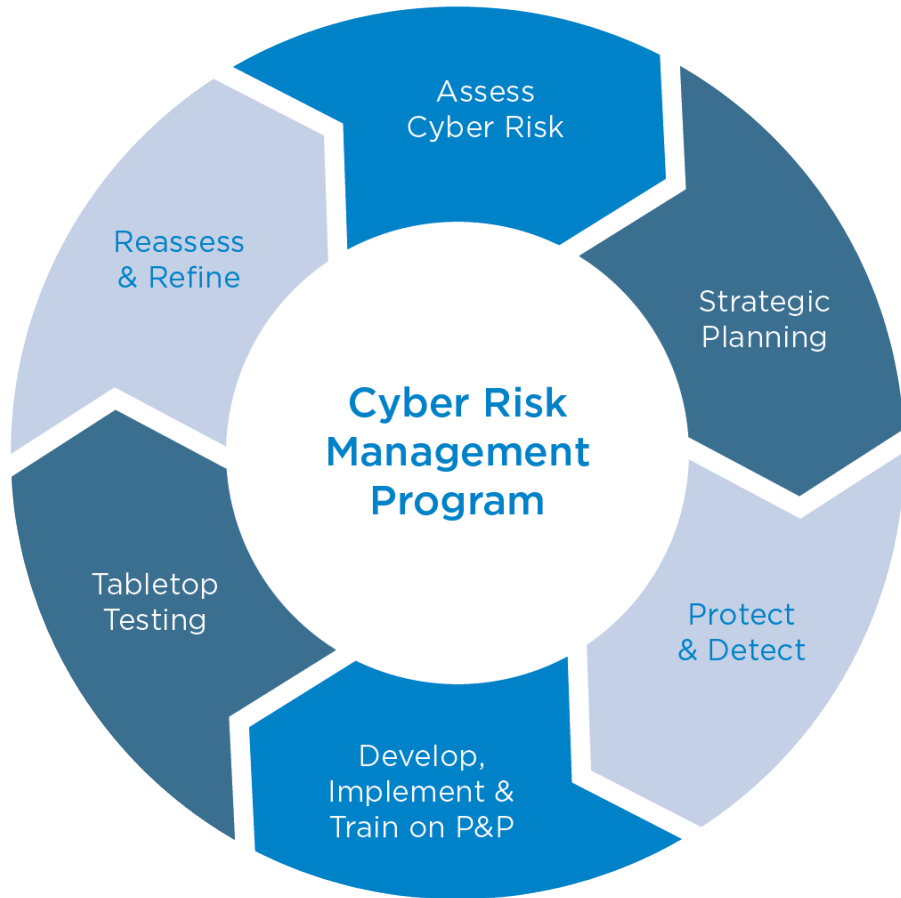 Assess
Cyber Risk
Strategic
Planning
Protect
& Detect
Develop,
Implement &
Train on P&P
Tabletop
Testing
Reassess
& Refine
Cyber Risk
Management
Program